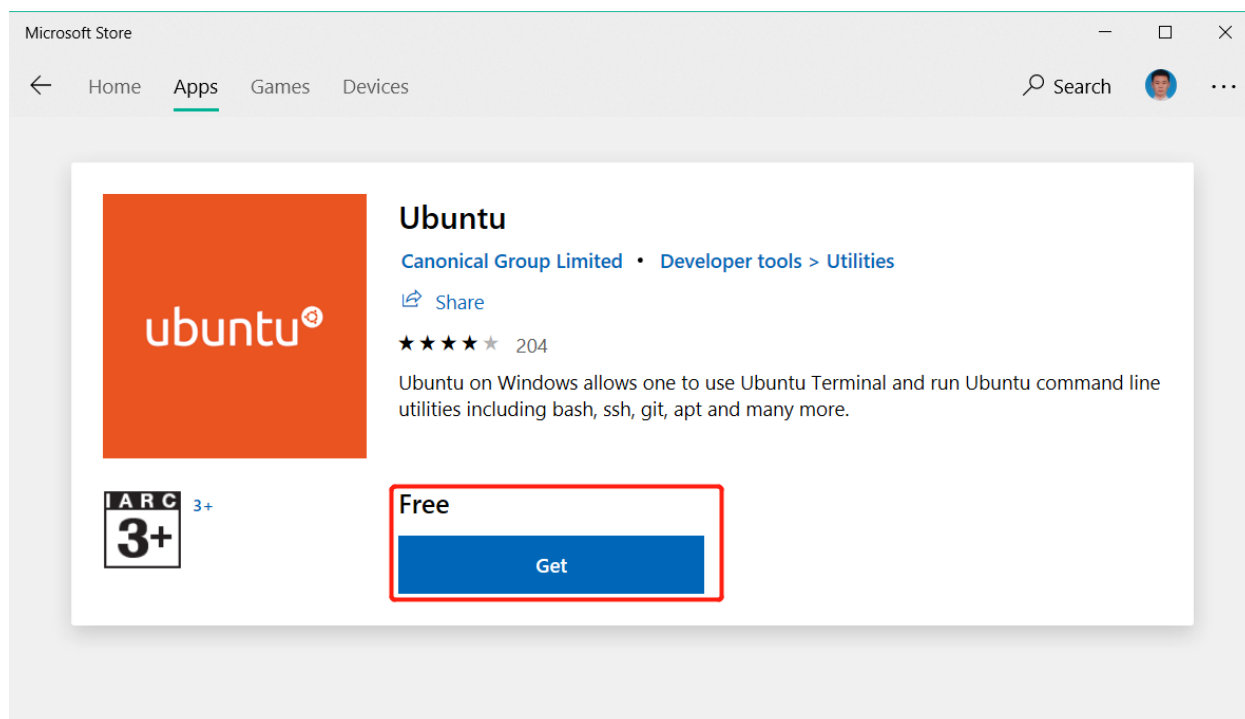 Microsoft Store
Home Apps Games Devices Search
Ubuntu
Canonical Group Limited • Developer tools > Utilities
Share
204
Ubuntu on Windows allows one to use Ubuntu Terminal and run Ubuntu command line
utilities including bash, ssh, git, apt and many more.
ubuntu
IARC
3+
3+
Free
Get